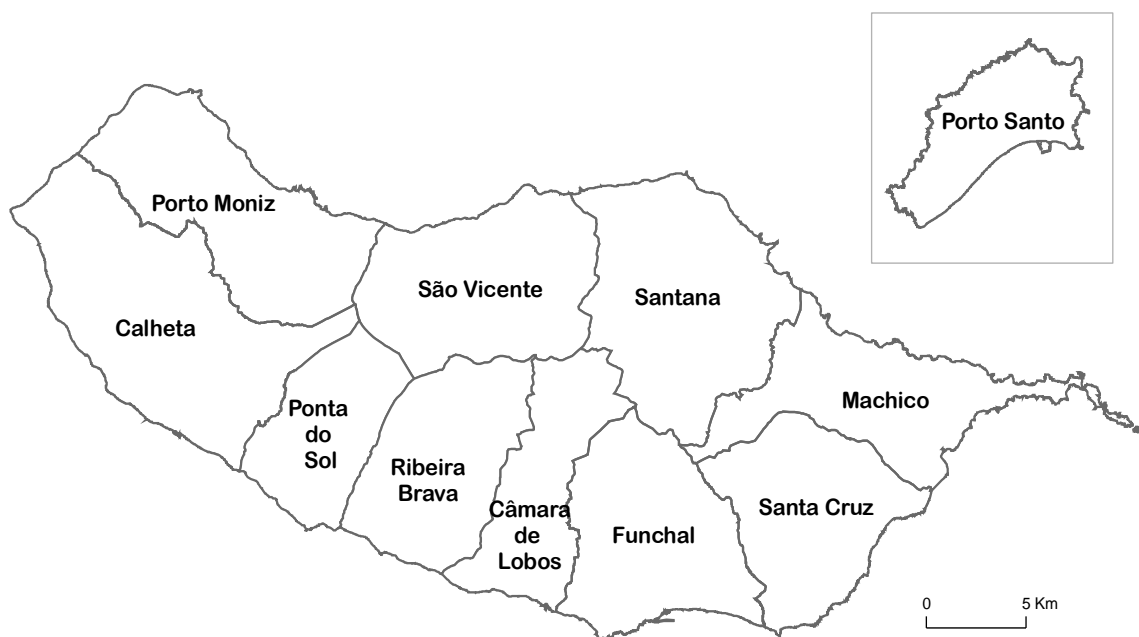 Porto Santo
Porto Moniz
São Vicente
Santana
Calheta
Machico
Ponta
do
Sol
Ribeira
Brava
Câmara
de
Lobos
Funchal
Santa Cruz
0 5 Km